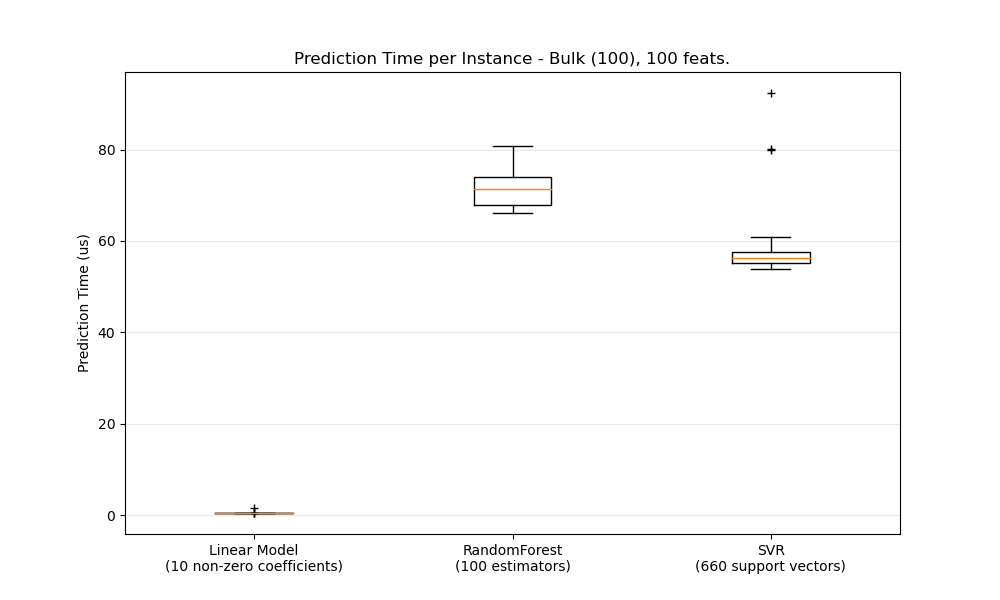 Prediction Time per Instance - Bulk (100), 100 feats.
Prediction Time (us)
80
60
40
20
0
Linear Model
(10 non-zero coefficients)
RandomForest
(100 estimators)
SVR
(660 support vectors)